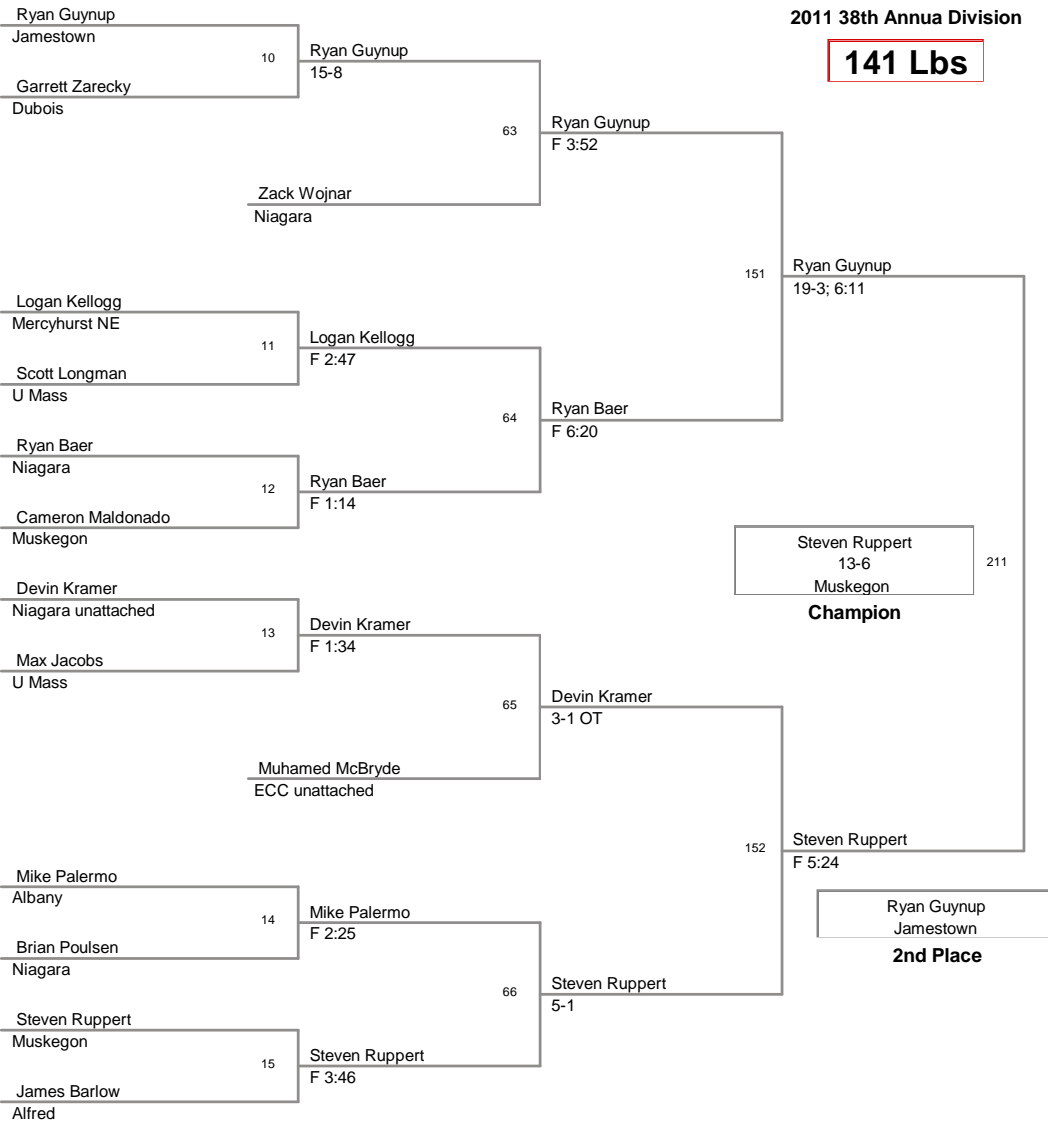 Ryan Guynup
Jamestown
2011 38th Annua Division
141 Lbs
10
Ryan Guynup
15-8
Garrett Zarecky
Dubois
63
Ryan Guynup
F 3:52
Zack Wojnar
Niagara
151
Ryan Guynup
19-3; 6:11
Logan Kellogg
Mercyhurst NE
11
Logan Kellogg
F 2:47
Scott Longman
U Mass
64
Ryan Baer
F 6:20
Ryan Baer
Niagara
12
Ryan Baer
F 1:14
Cameron Maldonado
Muskegon
Steven Ruppert
13-6
Muskegon
211
Champion
Devin Kramer
Niagara unattached
13
Devin Kramer
F 1:34
Max Jacobs
U Mass
65
Devin Kramer
3-1 OT
Muhamed McBryde
ECC unattached
152
Steven Ruppert
F 5:24
Mike Palermo
Albany
14
Mike Palermo
F 2:25
Ryan Guynup
Jamestown
2nd Place
Brian Poulsen
Niagara
66
Steven Ruppert
5-1
Steven Ruppert
Muskegon
15
Steven Ruppert
F 3:46
James Barlow
Alfred